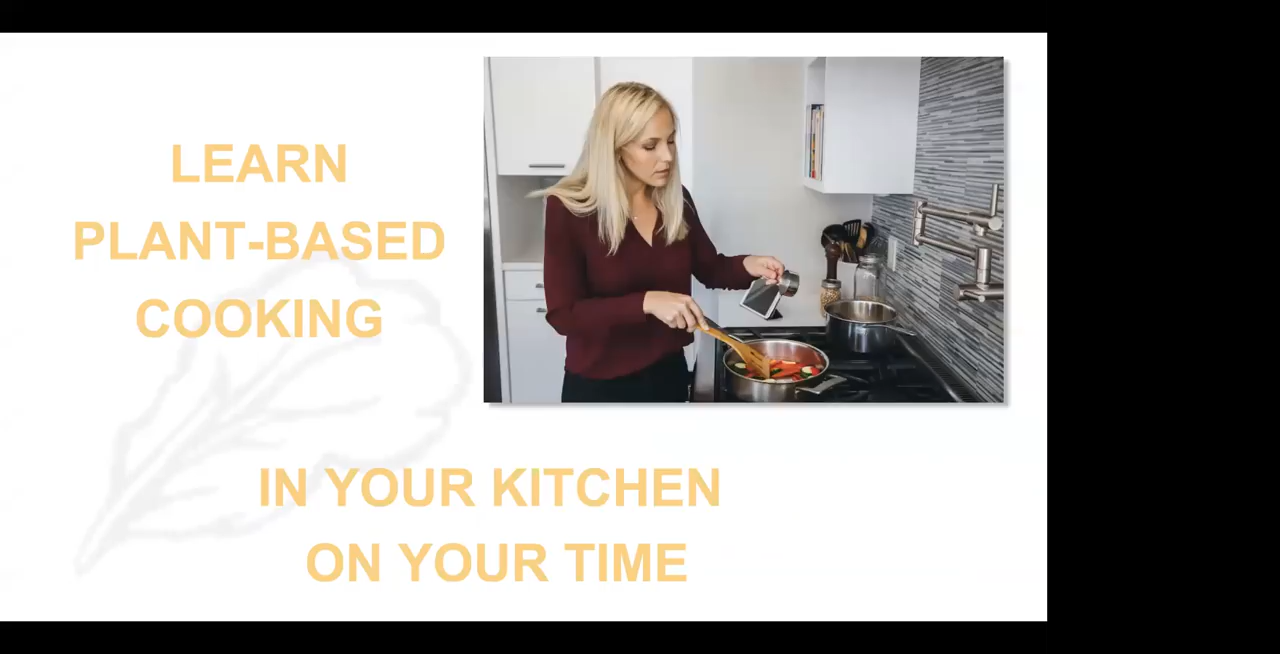 LEARN
PLANT-BASED
COOKING
IN YOUR KITCHEN
ON YOUR TIME